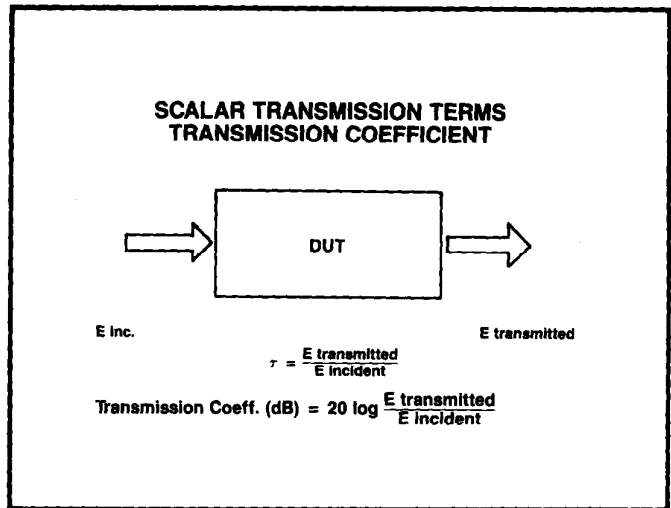 SCALAR TRANSMISSION TERMS
TRANSMISSION COEFFICIENT
DUT
E inc.
E transmitted
τ = E transmitted / E incident
Transmission Coeff. (dB) = 20 log E transmitted / E incident